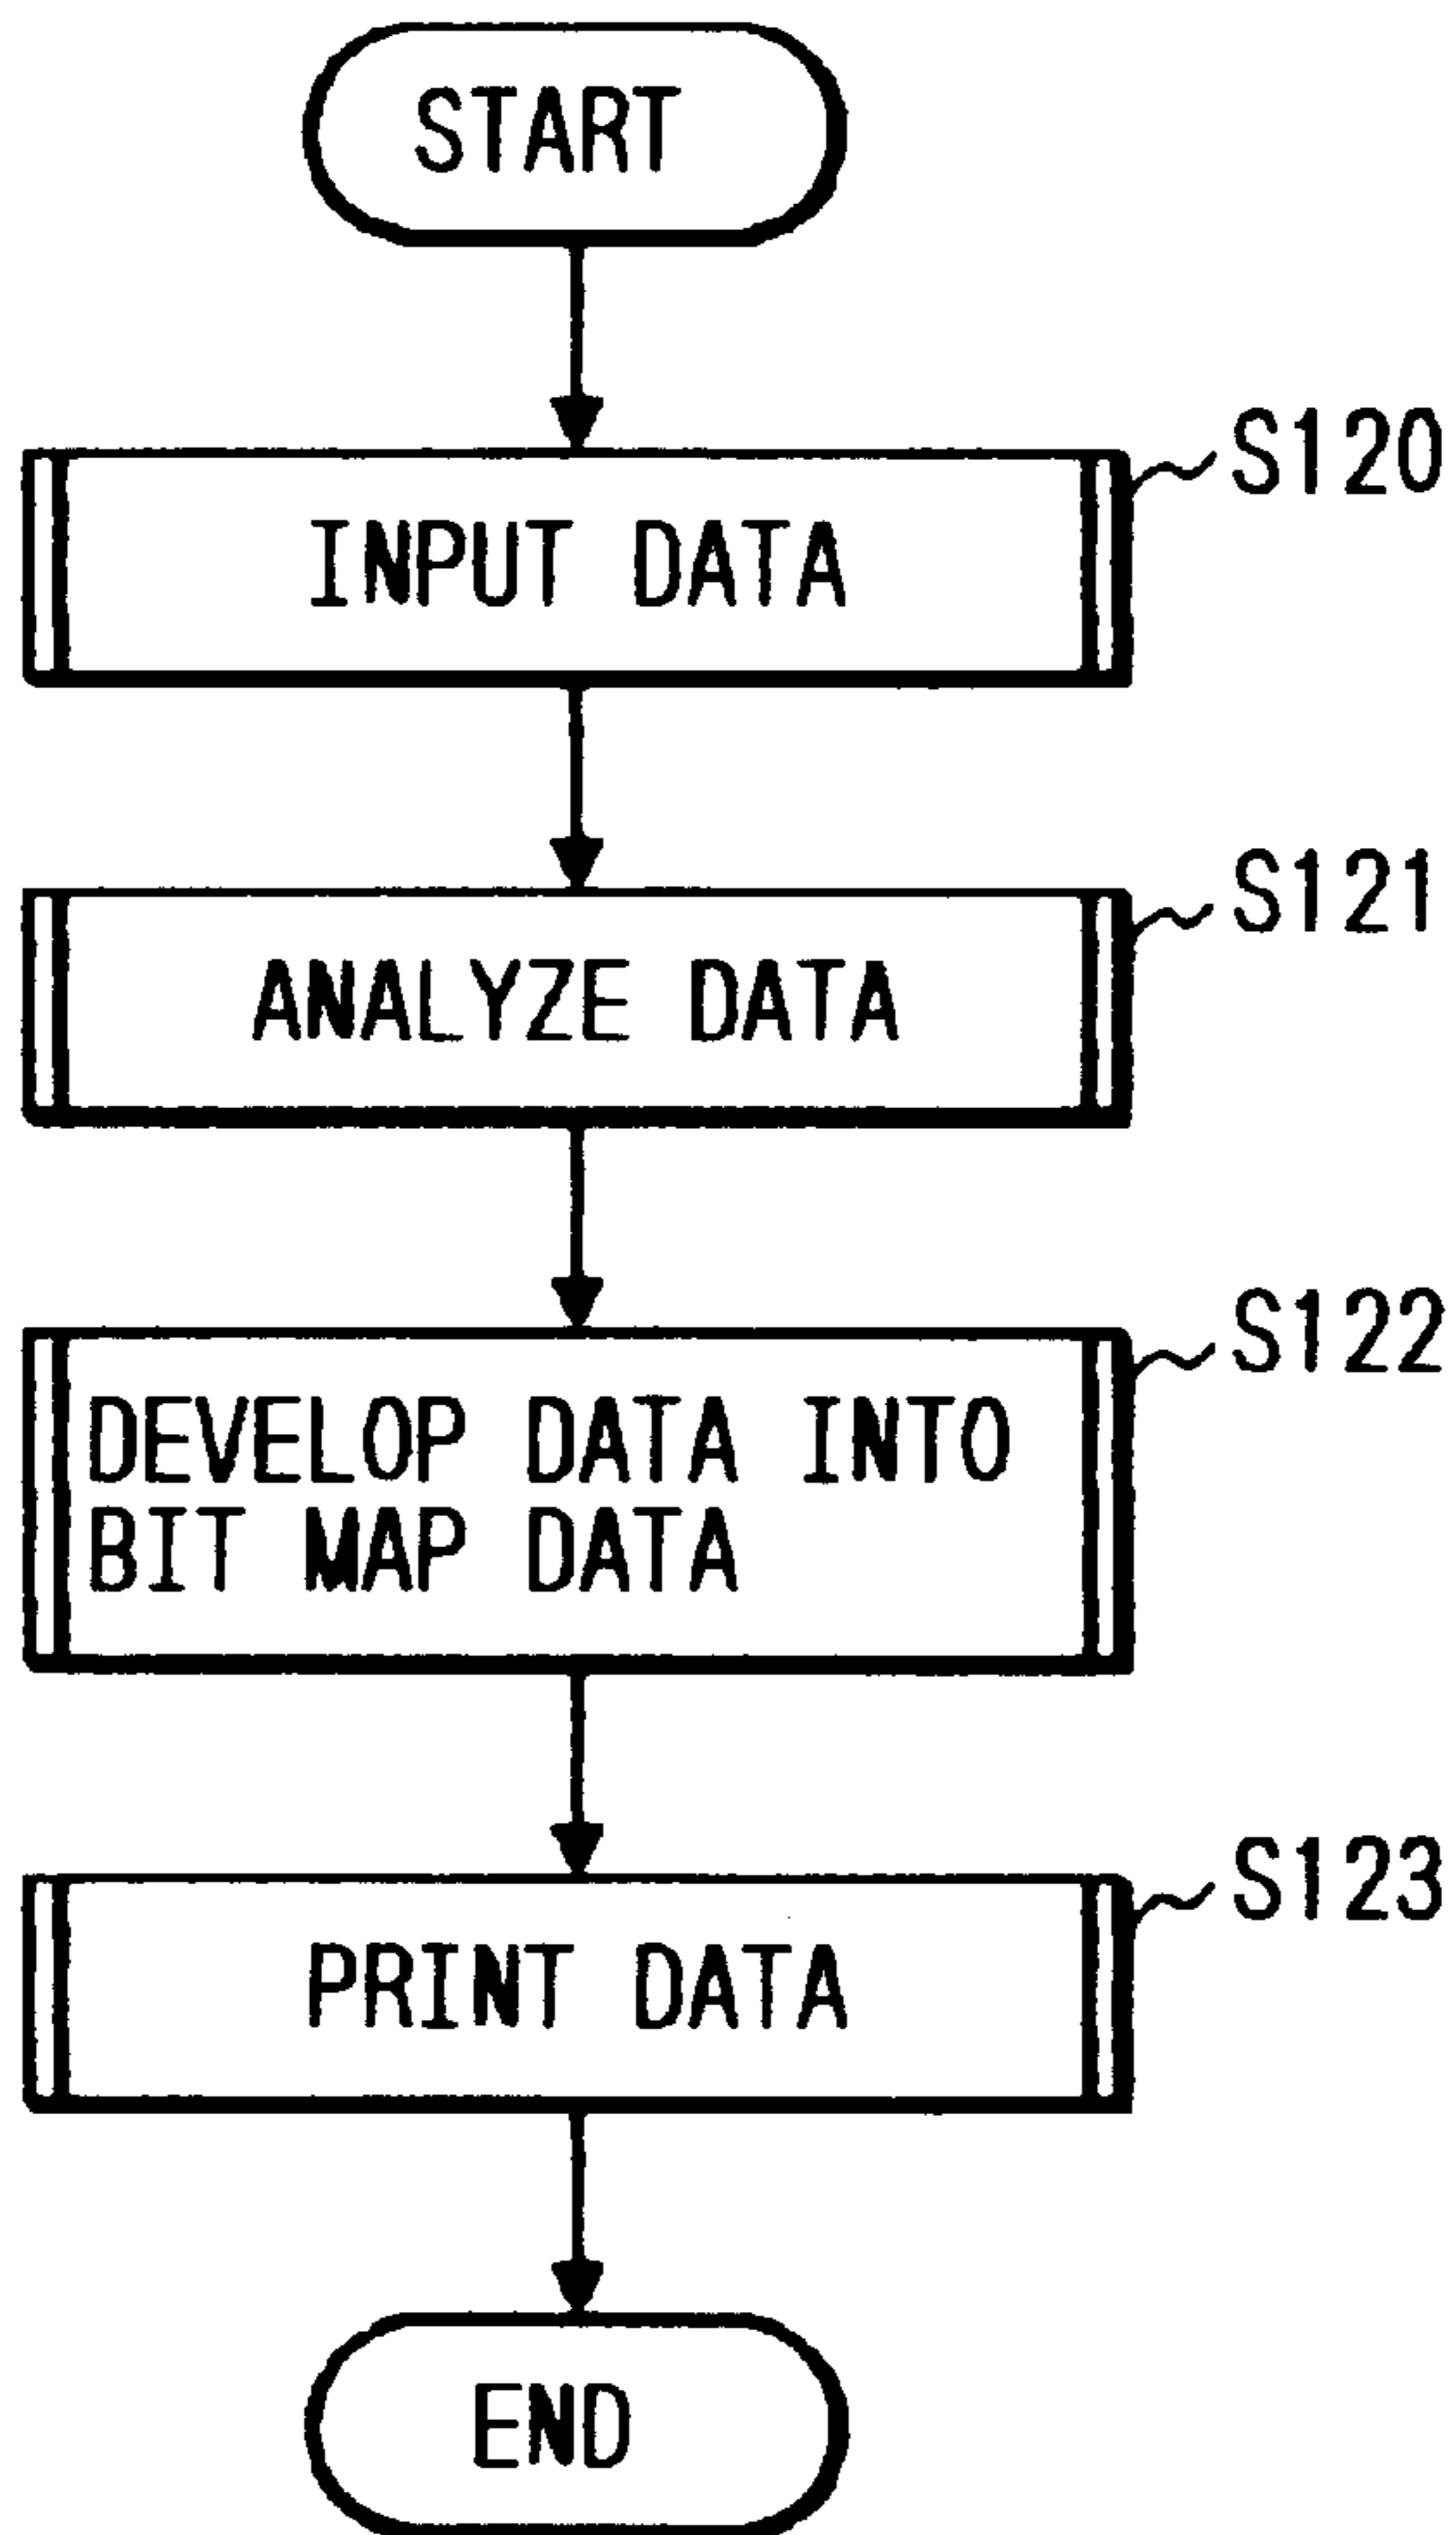 START
S120
INPUT DATA
S121
ANALYZE DATA
S122
DEVELOP DATA INTO
BIT MAP DATA
S123
PRINT DATA
END